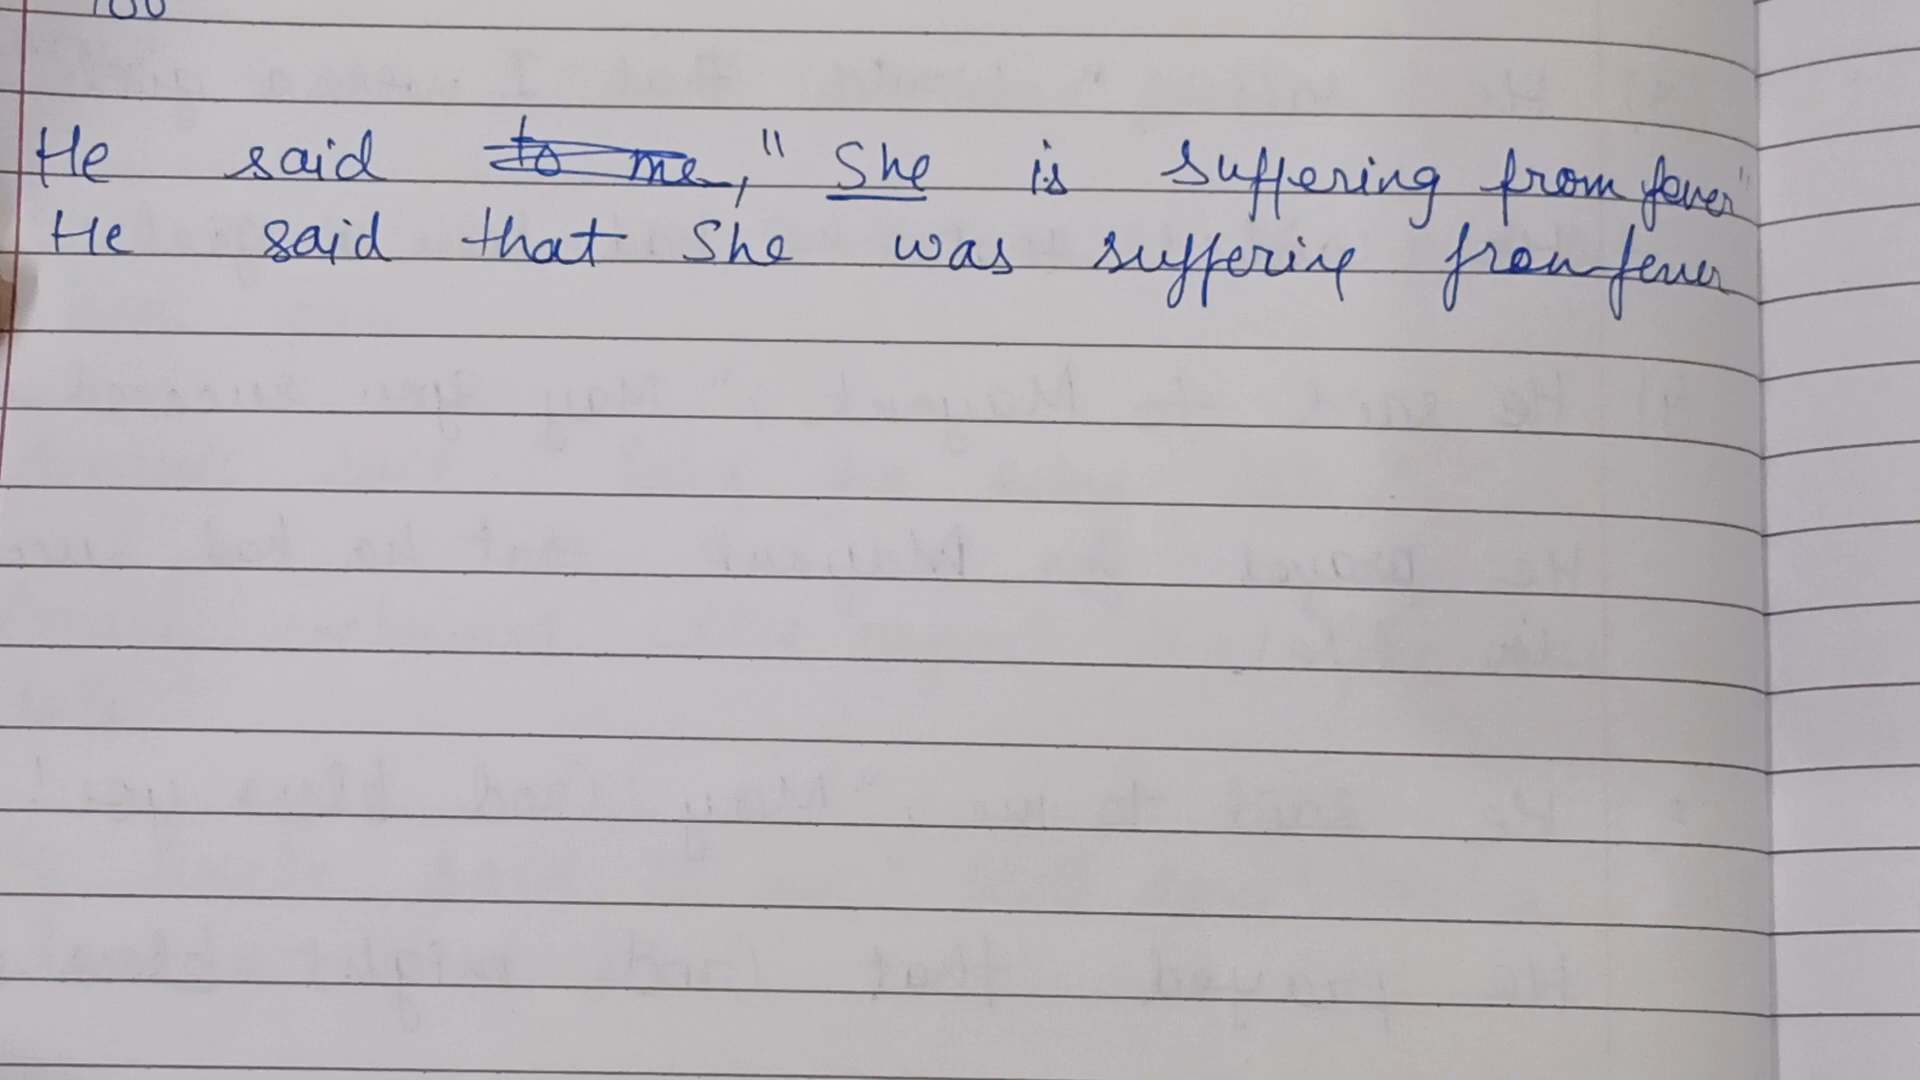 He said to me, " She is suffering from fever"
He said that She was suffering from fever